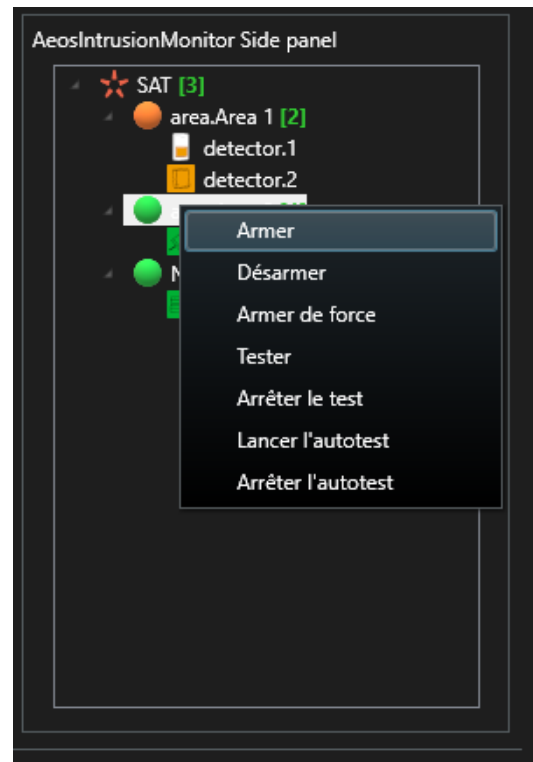 AeosIntrusionMonitor Side panel
SAT [3]
area.Area 1 [2]
detector.1
detector.2
Armer
Désarmer
Armer de force
Tester
Arrêter le test
Lancer l'autotest
Arrêter l'autotest